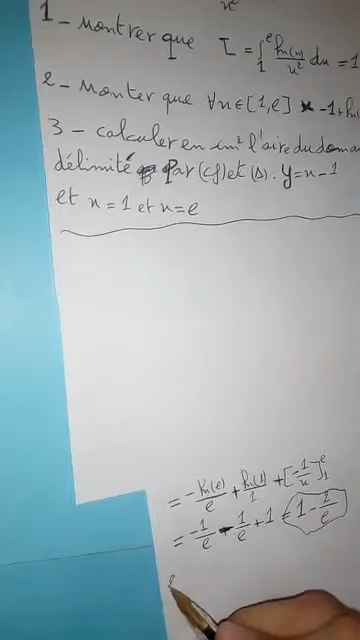 x²
1 - montrer que I = ∫₁ᵉ ln(x)/x² dx = 1
2 - Monter que ∀x ∈ [1,e] -1+ln
3 - calculer en cm² l'aire du doma
délimité Par (Cf) et (Δ). y=x-1
et x=1 et x=e
= -ln(e)/e + ln(1)/1 + [-1/x]₁ᵉ
= -1/e - 1/e + 1 = 1 - 2/e